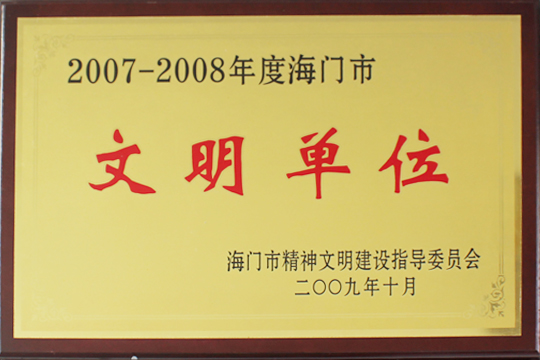 2007-2008年度海门市
文明单位
海门市精神文明建设指导委员会
二〇〇九年十月